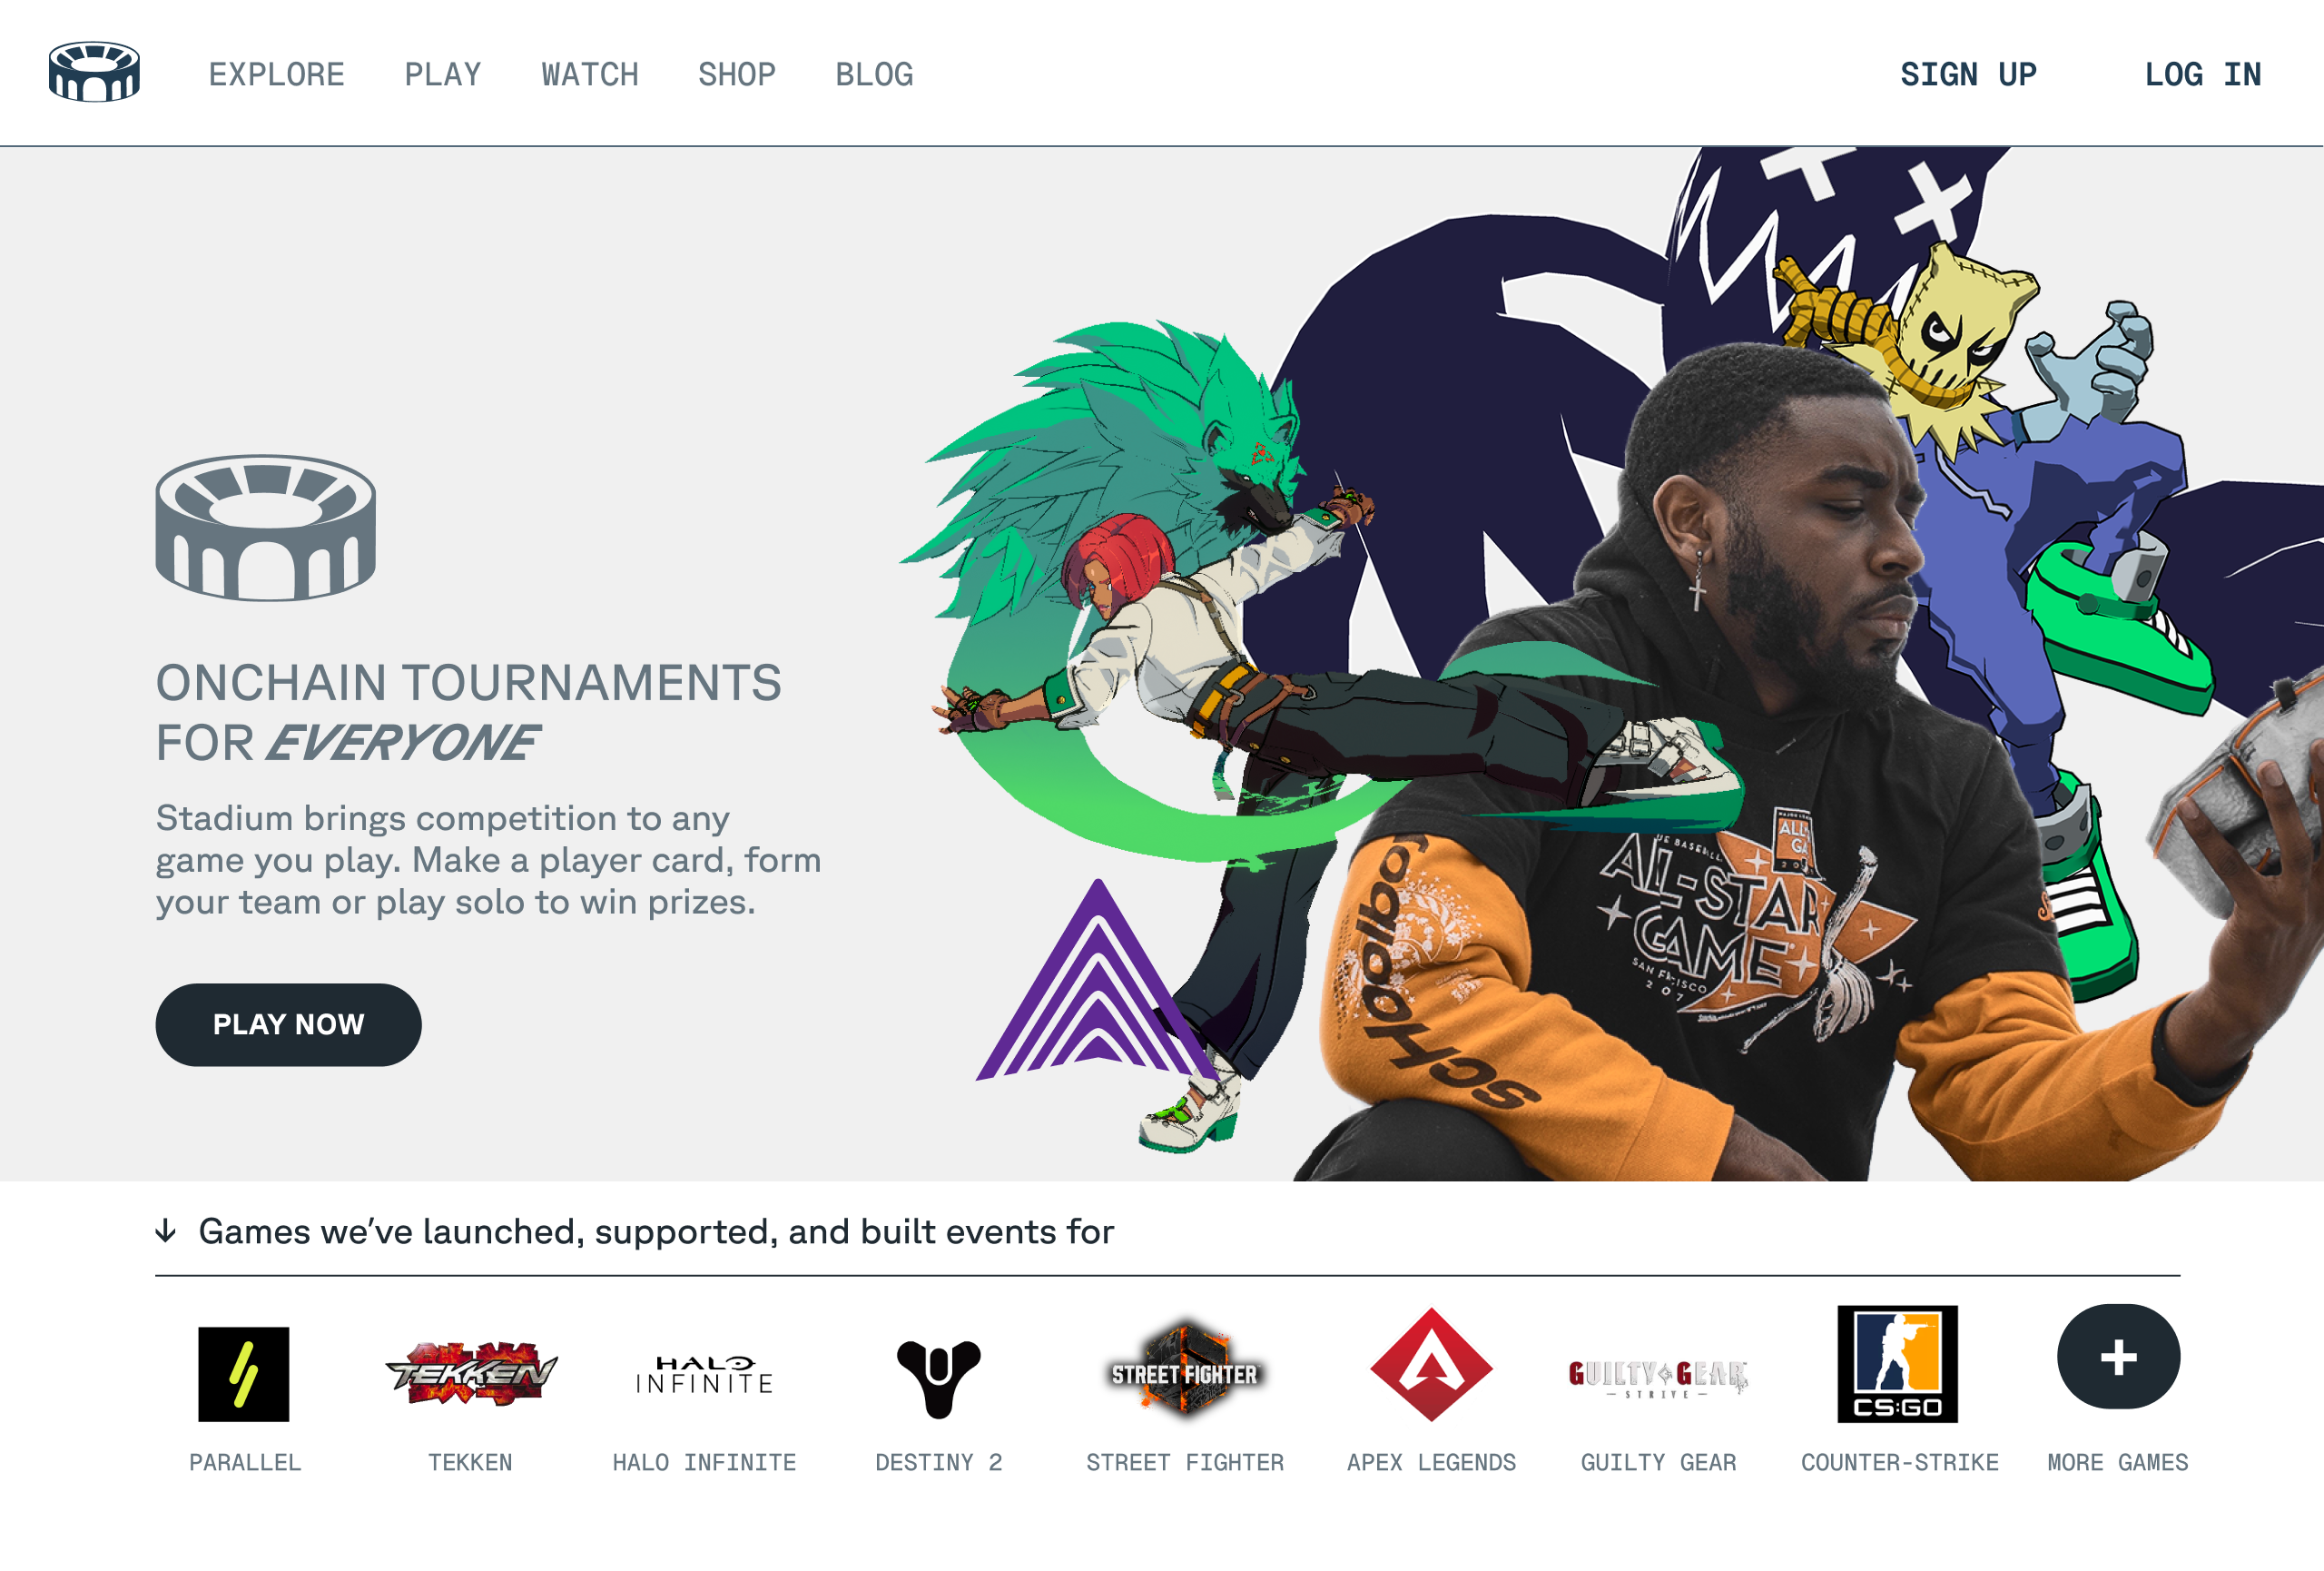 EXPLORE PLAY WATCH SHOP BLOG SIGN UP LOG IN
ONCHAIN TOURNAMENTS
FOR EVERYONE
Stadium brings competition to any
game you play. Make a player card, form
your team or play solo to win prizes.
PLAY NOW
ALL-STAR
GAME
Games we’ve launched, supported, and built events for
TEKKEN
HALO
INFINITE
STREET FIGHTER
GUILTY GEAR
STRIVE
CS:GO
PARALLEL TEKKEN HALO INFINITE DESTINY 2 STREET FIGHTER APEX LEGENDS GUILTY GEAR COUNTER-STRIKE MORE GAMES